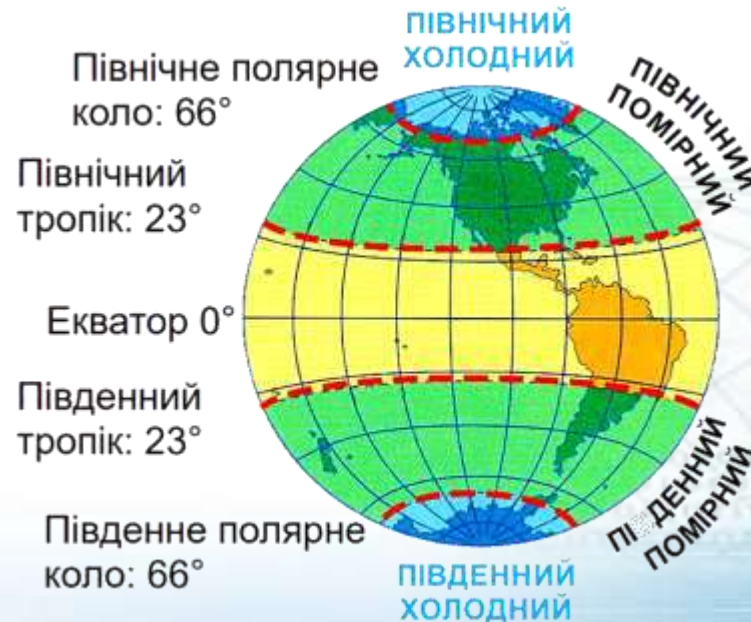 ПІВНІЧНИЙ
ХОЛОДНИЙ
Північне полярне
коло: 66°
ПІВНІЧНИЙ
ПОМІРНИЙ
Північний
тропік: 23°
Екватор 0°
Південний
тропік: 23°
ПІВДЕННИЙ
ПОМІРНИЙ
Південне полярне
коло: 66°
ПІВДЕННИЙ
ХОЛОДНИЙ